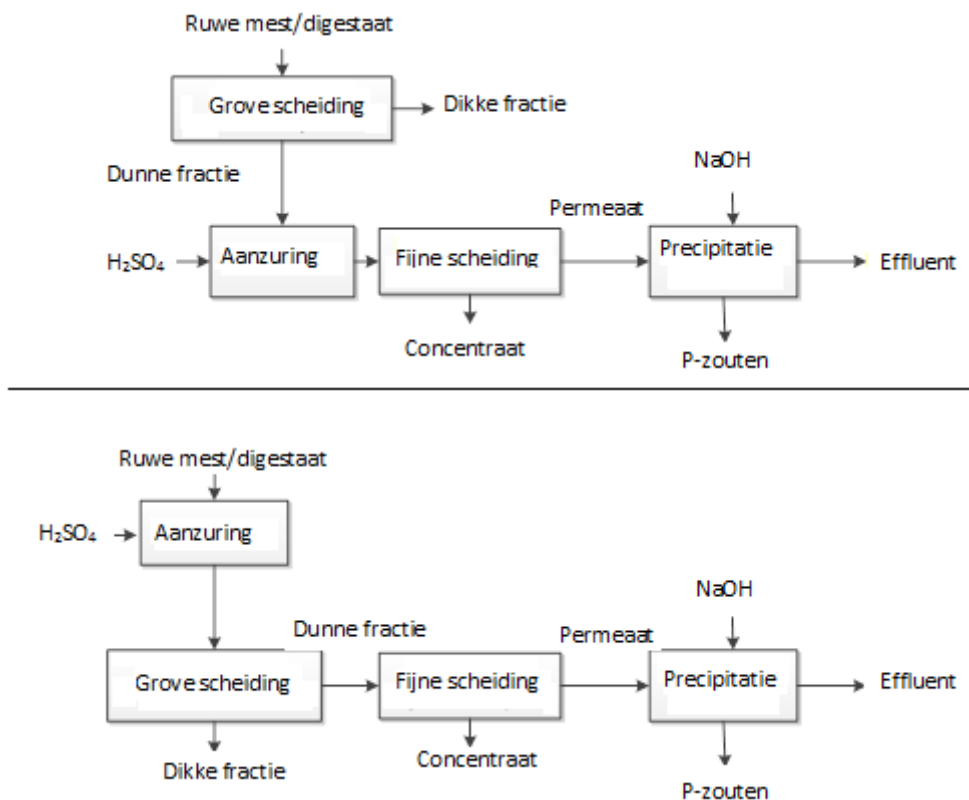 Ruwe mest/digestaat
Grove scheiding
Dikke fractie
Dunne fractie
NaOH
Permeaat
H₂SO₄
Aanzuring
Fijne scheiding
Precipitatie
Effluent
Concentraat
P-zouten
Ruwe mest/digestaat
H₂SO₄
Aanzuring
NaOH
Dunne fractie
Permeaat
Grove scheiding
Fijne scheiding
Precipitatie
Effluent
Dikke fractie
Concentraat
P-zouten